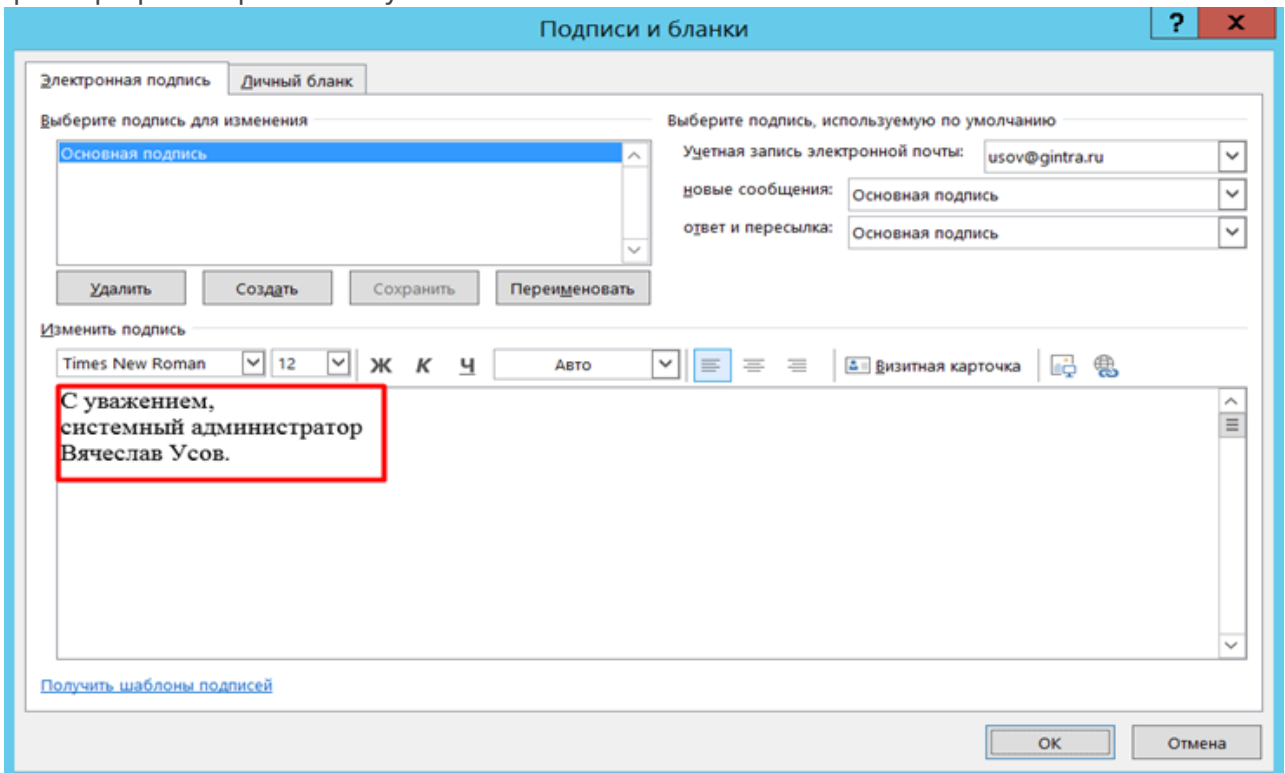 Подписи и бланки
? X
Электронная подпись
Личный бланк
Выберите подпись для изменения
Выберите подпись, используемую по умолчанию
Основная подпись
Учетная запись электронной почты: usov@gintra.ru
новые сообщения: Основная подпись
ответ и пересылка: Основная подпись
Удалить Создать Сохранить Переименовать
Изменить подпись
Times New Roman 12 Ж К Ч Авто Визитная карточка
С уважением,
системный администратор
Вячеслав Усов.
Получить шаблоны подписей
ОК Отмена